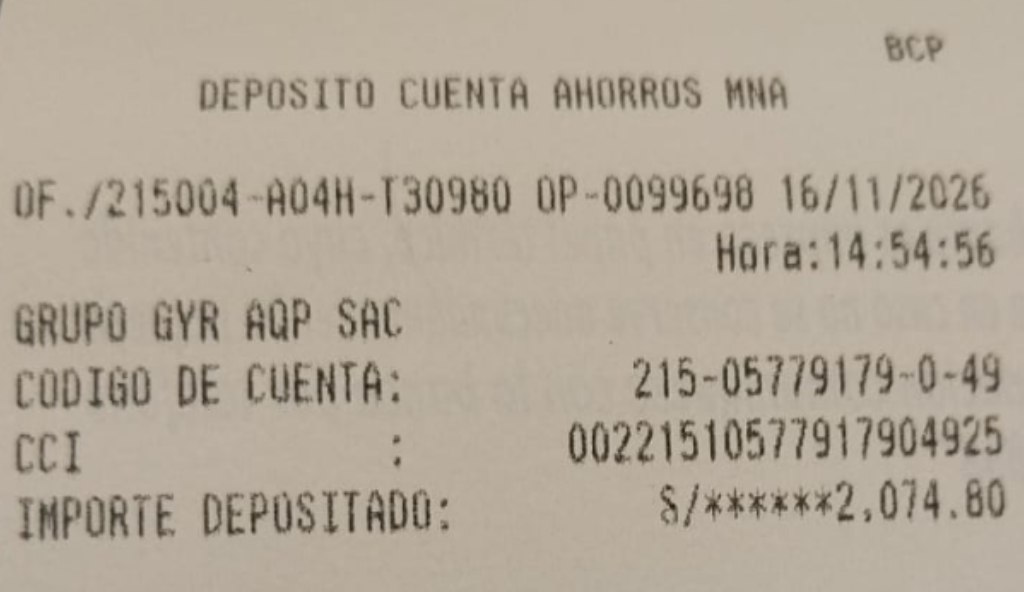 BCP
DEPOSITO CUENTA AHORROS MNA
OF./215004-A04H-T30980 OP-0099698 16/11/2026
Hora:14:54:56
GRUPO GYR AQP SAC
CODIGO DE CUENTA: 215-05779179-0-49
CCI : 00221510577917904925
IMPORTE DEPOSITADO: S/******2,074.80